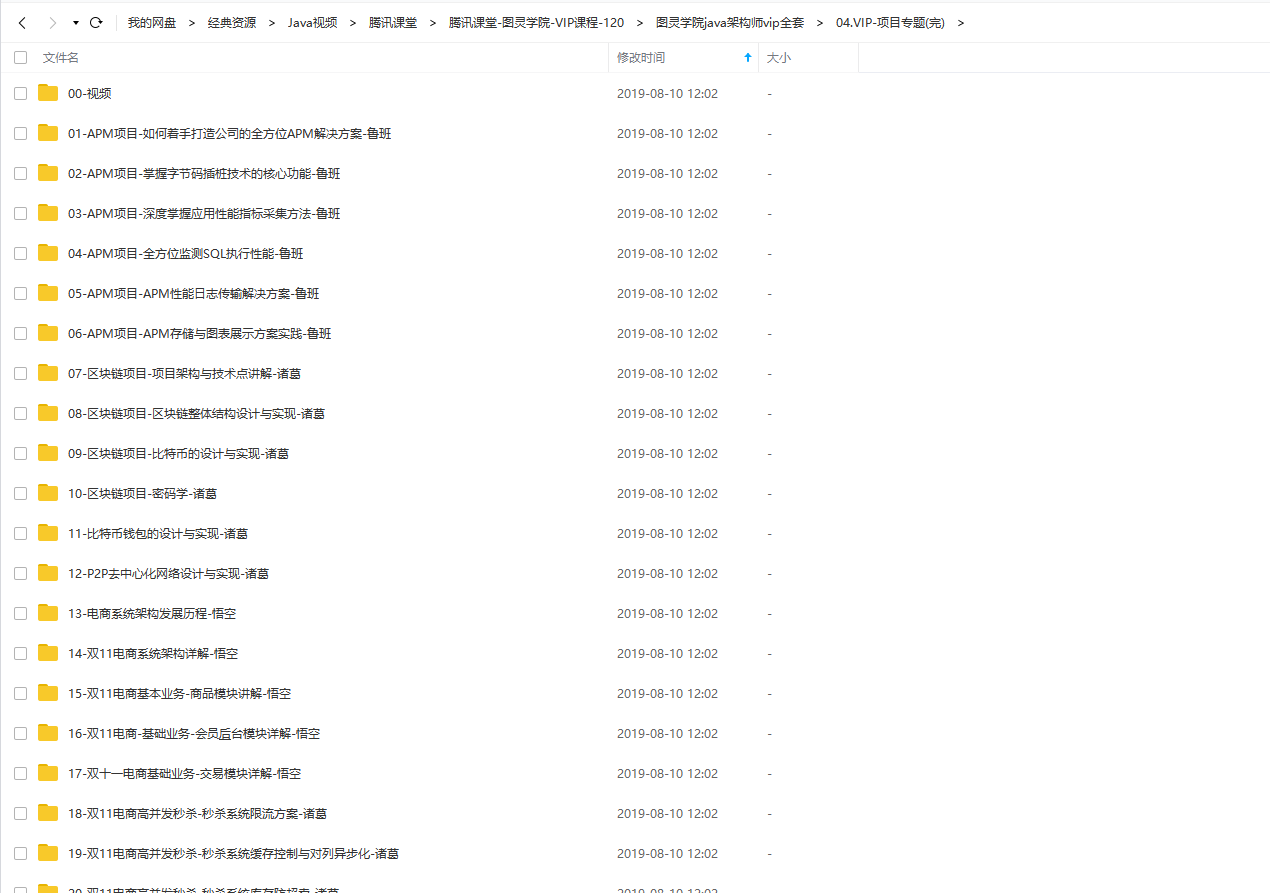 我的网盘 > 经典资源 > Java视频 > 腾讯课堂 > 腾讯课堂-图灵学院-VIP课程-120 > 图灵学院java架构师vip全套 > 04.VIP-项目专题(完) >
文件名 修改时间 大小
00-视频 2019-08-10 12:02 -
01-APM项目-如何着手打造公司的全方位APM解决方案-鲁班 2019-08-10 12:02 -
02-APM项目-掌握字节码插桩技术的核心功能-鲁班 2019-08-10 12:02 -
03-APM项目-深度掌握应用性能指标采集方法-鲁班 2019-08-10 12:02 -
04-APM项目-全方位监测SQL执行性能-鲁班 2019-08-10 12:02 -
05-APM项目-APM性能日志传输解决方案-鲁班 2019-08-10 12:02 -
06-APM项目-APM存储与图表展示方案实践-鲁班 2019-08-10 12:02 -
07-区块链项目-项目架构与技术点讲解-诸葛 2019-08-10 12:02 -
08-区块链项目-区块链整体结构设计与实现-诸葛 2019-08-10 12:02 -
09-区块链项目-比特币的设计与实现-诸葛 2019-08-10 12:02 -
10-区块链项目-密码学-诸葛 2019-08-10 12:02 -
11-比特币钱包的设计与实现-诸葛 2019-08-10 12:02 -
12-P2P去中心化网络设计与实现-诸葛 2019-08-10 12:02 -
13-电商系统架构发展历程-悟空 2019-08-10 12:02 -
14-双11电商系统架构详解-悟空 2019-08-10 12:02 -
15-双11电商基本业务-商品模块讲解-悟空 2019-08-10 12:02 -
16-双11电商-基础业务-会员后台模块详解-悟空 2019-08-10 12:02 -
17-双十一电商基础业务-交易模块详解-悟空 2019-08-10 12:02 -
18-双11电商高并发秒杀-秒杀系统限流方案-诸葛 2019-08-10 12:02 -
19-双11电商高并发秒杀-秒杀系统缓存控制与对列异步化-诸葛 2019-08-10 12:02 -
20-双11电商高并发秒杀-秒杀系统库存防超卖-诸葛 2019-08-10 12:02